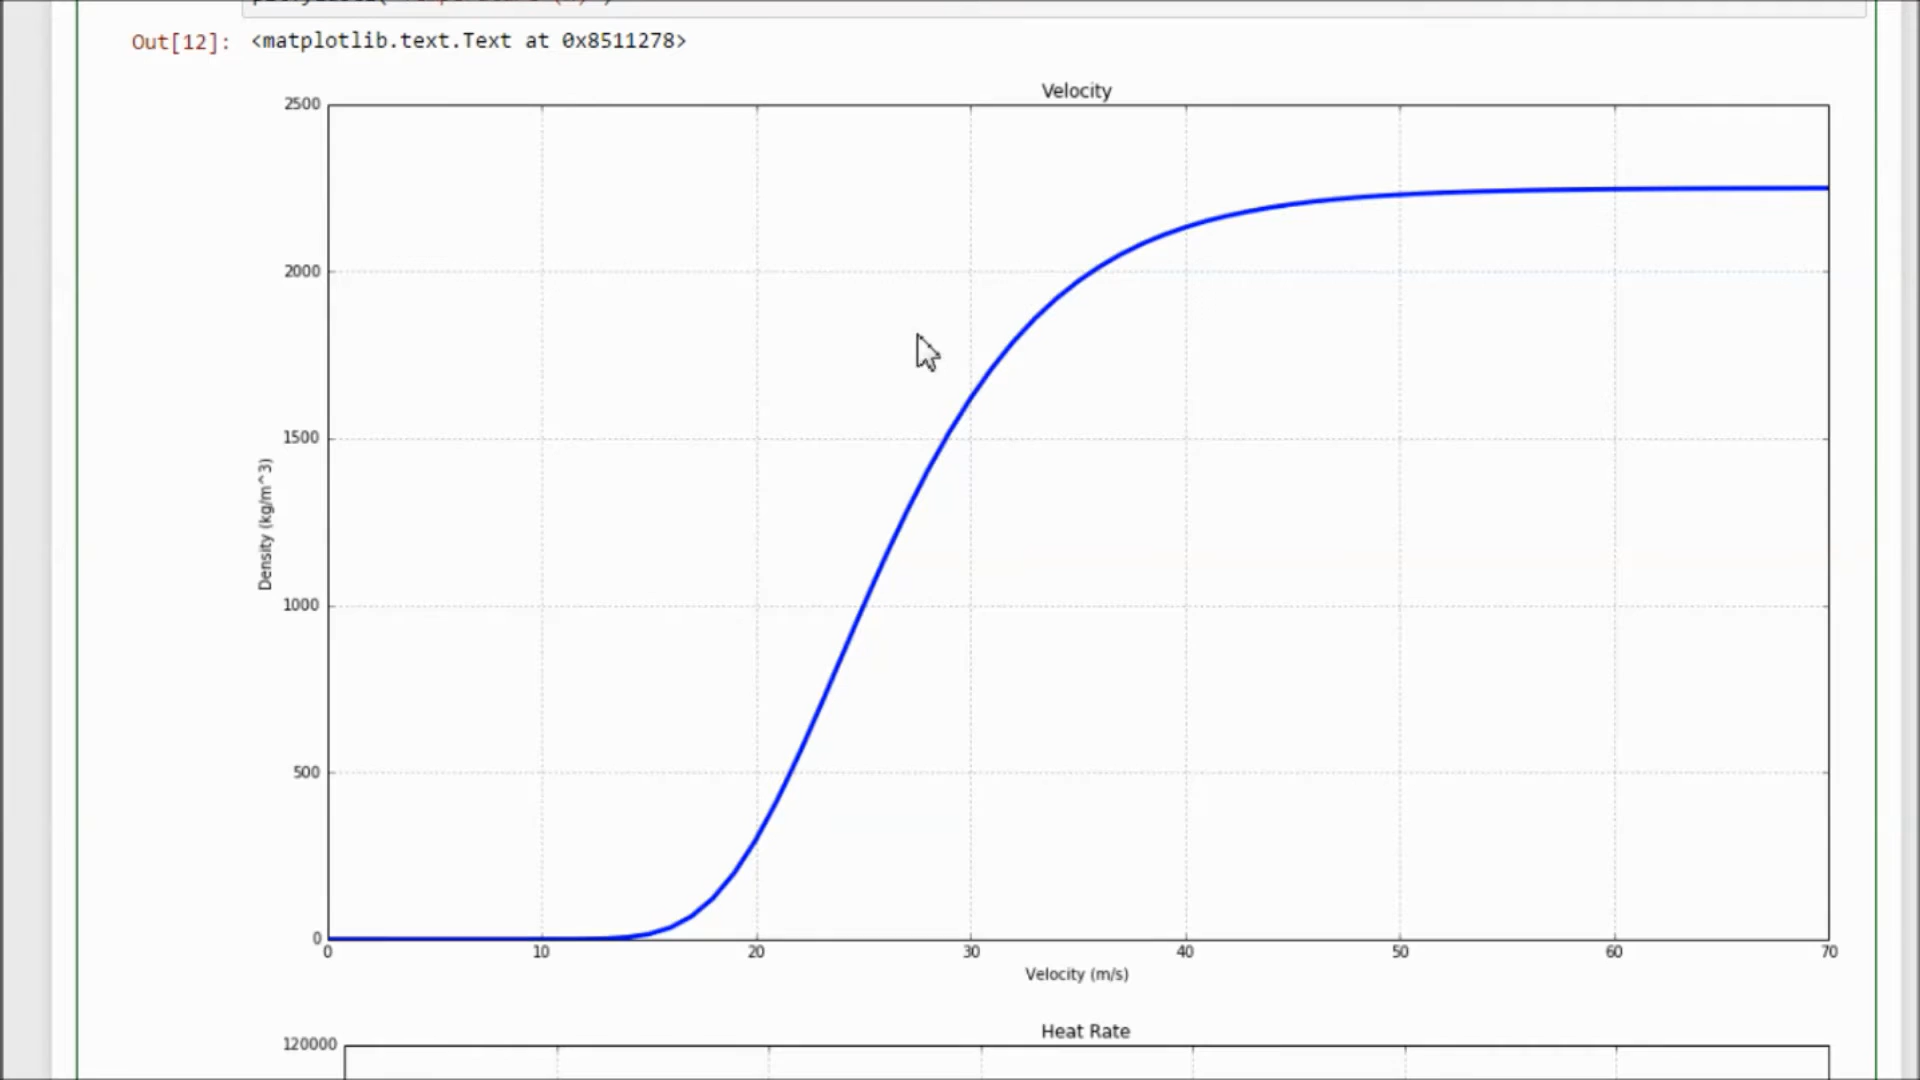 Out[12]: <matplotlib.text.Text at 0x8511278>
Velocity
2500
2000
1500
1000
500
0
Density (kg/m^3)
0 10 20 30 40 50 60 70
Velocity (m/s)
Heat Rate
120000